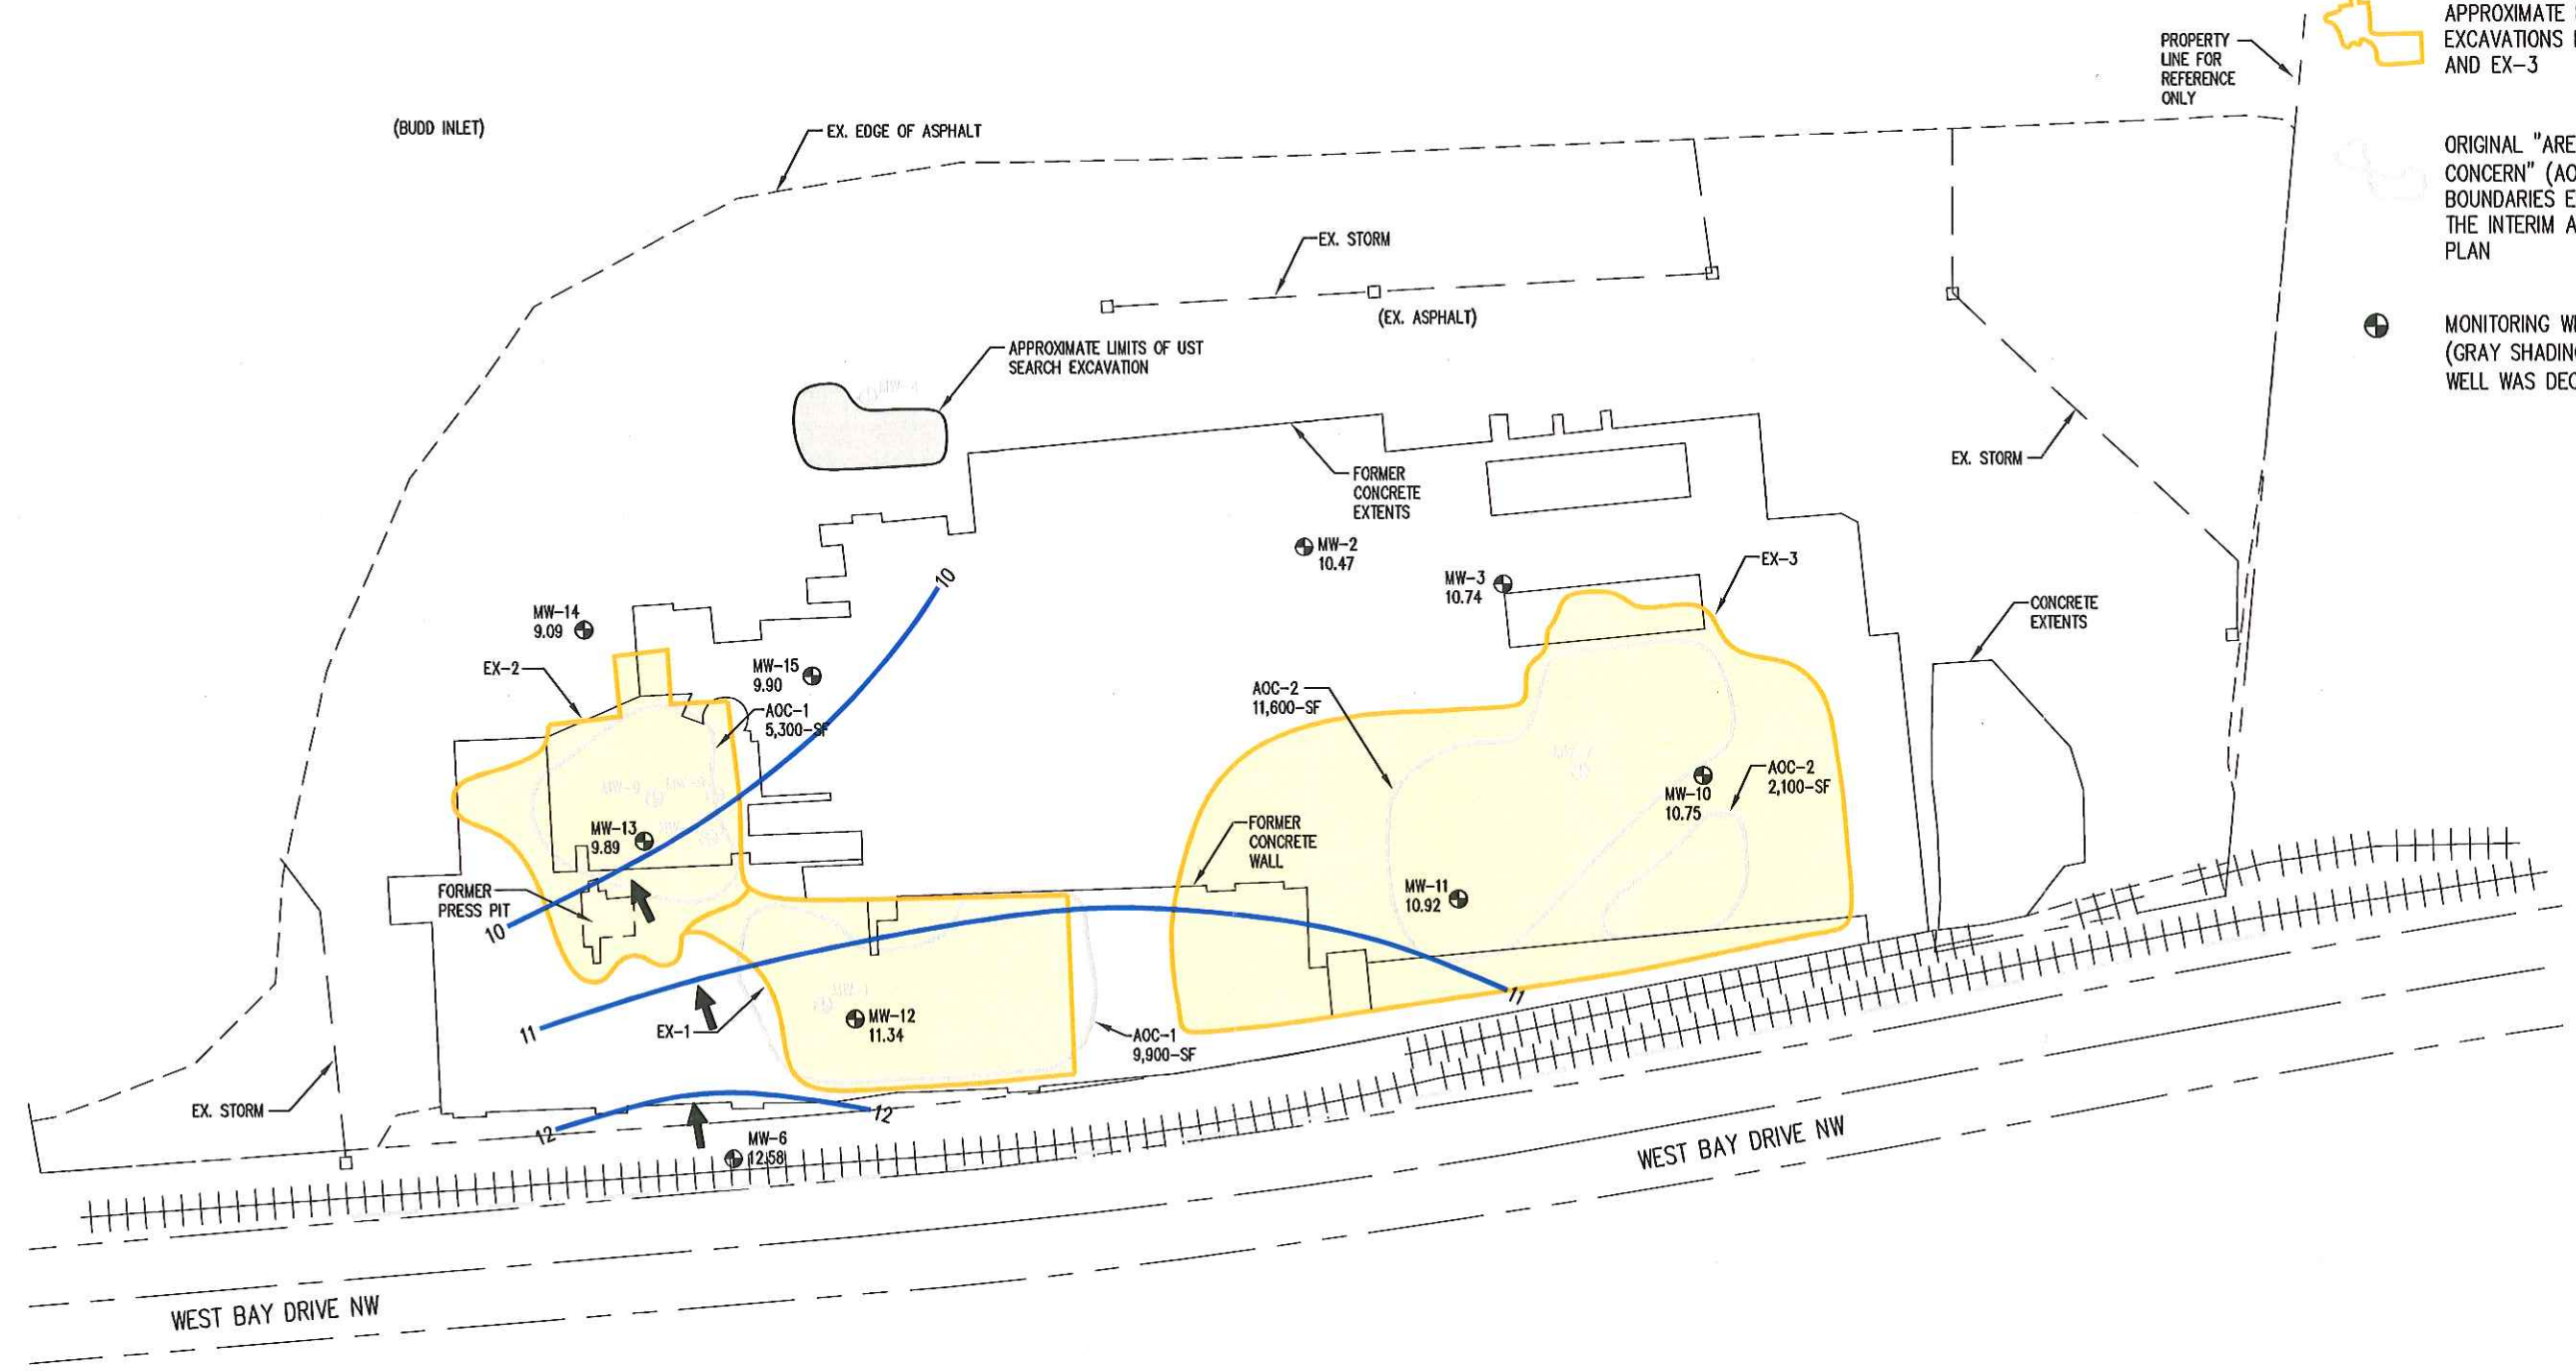 APPROXIMATE
EXCAVATIONS
AND EX-3
PROPERTY
LINE FOR
REFERENCE
ONLY
(BUDD INLET)
EX. EDGE OF ASPHALT
ORIGINAL "ARE
CONCERN" (AO
BOUNDARIES E
THE INTERIM A
PLAN
EX. STORM
(EX. ASPHALT)
MONITORING W
(GRAY SHADIN
WELL WAS DEC
APPROXIMATE LIMITS OF UST
SEARCH EXCAVATION
MW-4
EX. STORM
FORMER
CONCRETE
EXTENTS
MW-2
10.47
EX-3
MW-3
10.74
10
CONCRETE
EXTENTS
MW-14
9.09
EX-2
MW-15
9.90
AOC-1
5,300-SF
AOC-2
11,600-SF
AOC-2
2,100-SF
MW-10
10.75
MW-13
9.89
FORMER
CONCRETE
WALL
FORMER
PRESS PIT
MW-11
10.92
10
11
11
MW-12
11.34
EX-1
AOC-1
9,900-SF
EX. STORM
12
12
MW-6
12.58
WEST BAY DRIVE NW
WEST BAY DRIVE NW